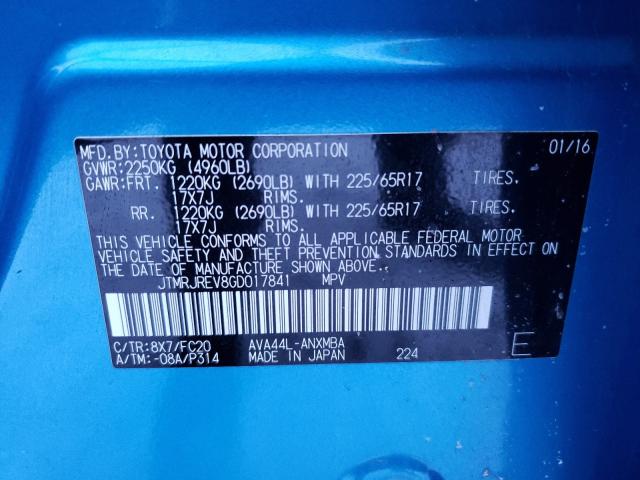 MFD.BY:TOYOTA MOTOR CORPORATION 01/16
GVWR:2250KG (4960LB)
GAWR:FRT. 1220KG (2690LB) WITH 225/65R17 TIRES.
17X7J RIMS.
RR. 1220KG (2690LB) WITH 225/65R17 TIRES.
17X7J RIMS.
THIS VEHICLE CONFORMS TO ALL APPLICABLE FEDERAL MOTOR
VEHICLE SAFETY AND THEFT PREVENTION STANDARDS IN EFFECT ON
THE DATE OF MANUFACTURE SHOWN ABOVE.
JTMRJREV8GD017841 MPV
C/TR:8X7/FC20 AVA44L-ANXMBA
A/TM:-08A/P314 MADE IN JAPAN 224 E